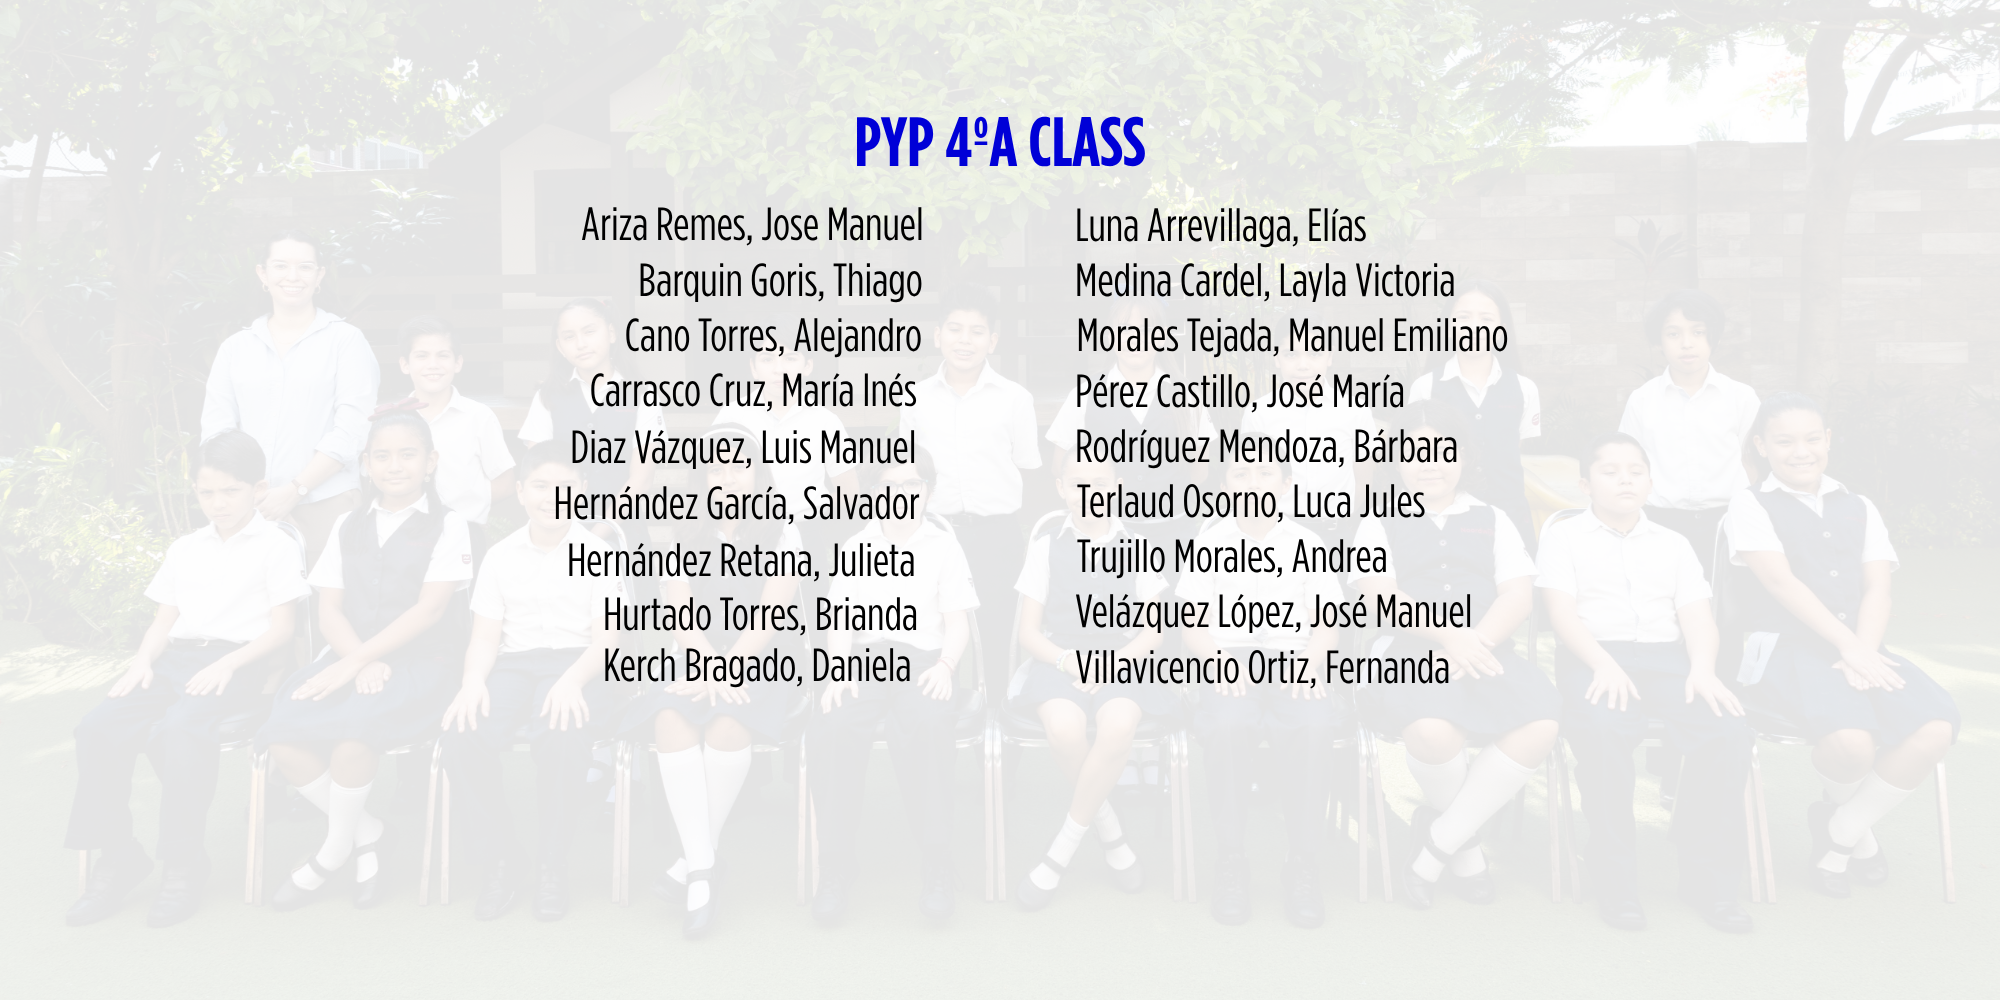 PYP 4ºA CLASS
Ariza Remes, Jose Manuel
Barquin Goris, Thiago
Cano Torres, Alejandro
Carrasco Cruz, María Inés
Diaz Vázquez, Luis Manuel
Hernández García, Salvador
Hernández Retana, Julieta
Hurtado Torres, Brianda
Kerch Bragado, Daniela
Luna Arrevillaga, Elías
Medina Cardel, Layla Victoria
Morales Tejada, Manuel Emiliano
Pérez Castillo, José María
Rodríguez Mendoza, Bárbara
Terlaud Osorno, Luca Jules
Trujillo Morales, Andrea
Velázquez López, José Manuel
Villavicencio Ortiz, Fernanda